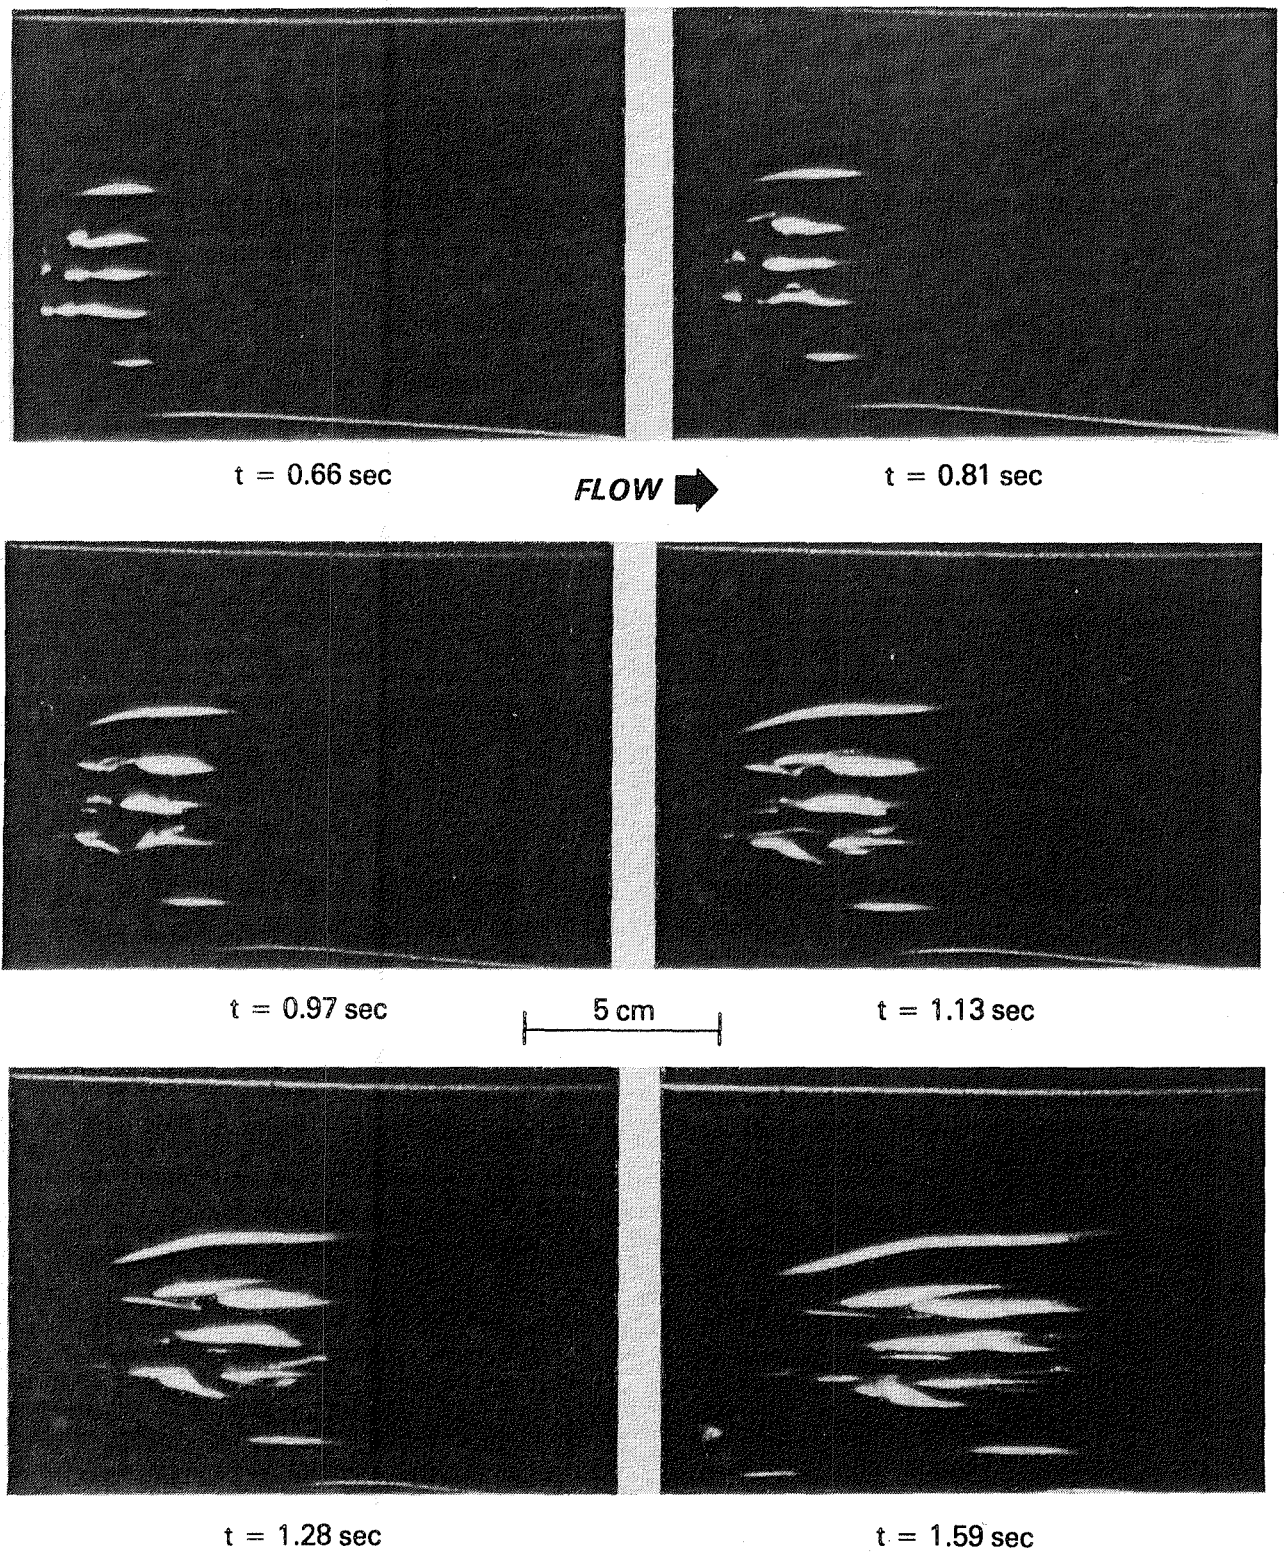 t = 0.66 sec
FLOW
t = 0.81 sec
t = 0.97 sec
5 cm
t = 1.13 sec
t = 1.28 sec
t = 1.59 sec